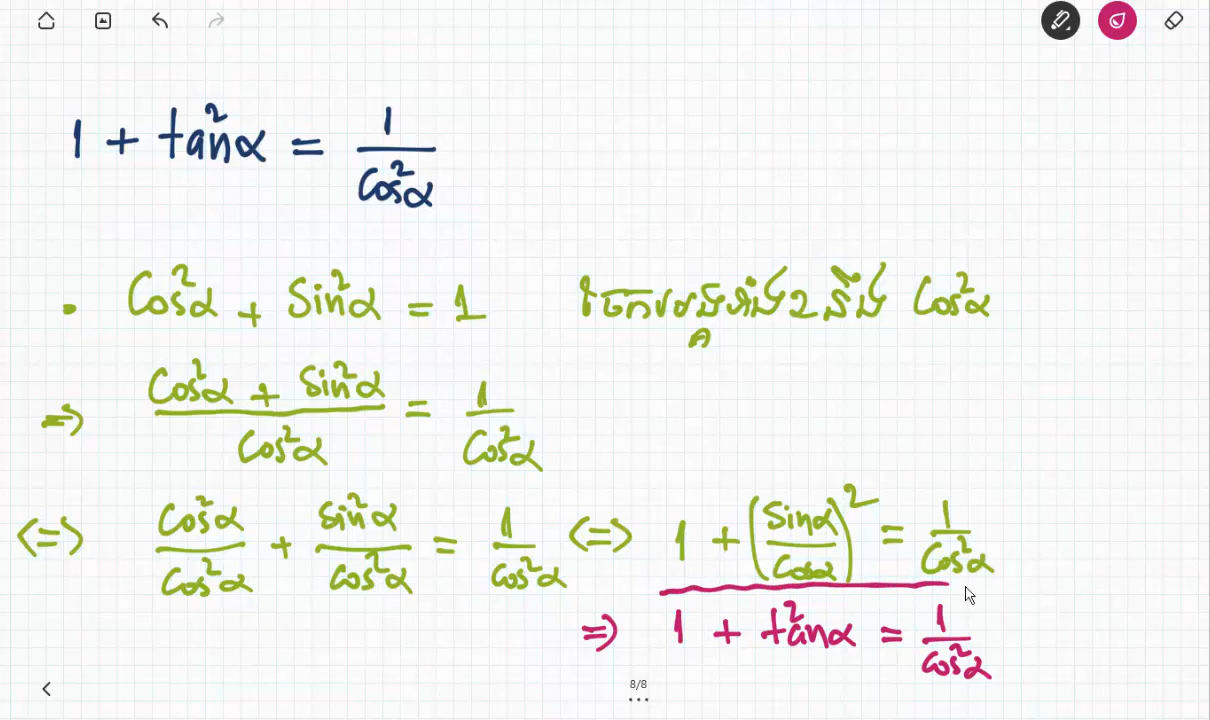 1 + tan²α = 1/cos²α
• Cos²α + Sin²α = 1 Cos²α
=> (Cos²α + Sin²α)/Cos²α = 1/Cos²α
<=> Cos²α/Cos²α + Sin²α/Cos²α = 1/Cos²α <=> 1 + (Sinα/Cosα)² = 1/Cos²α
=> 1 + tan²α = 1/Cos²α
8/8